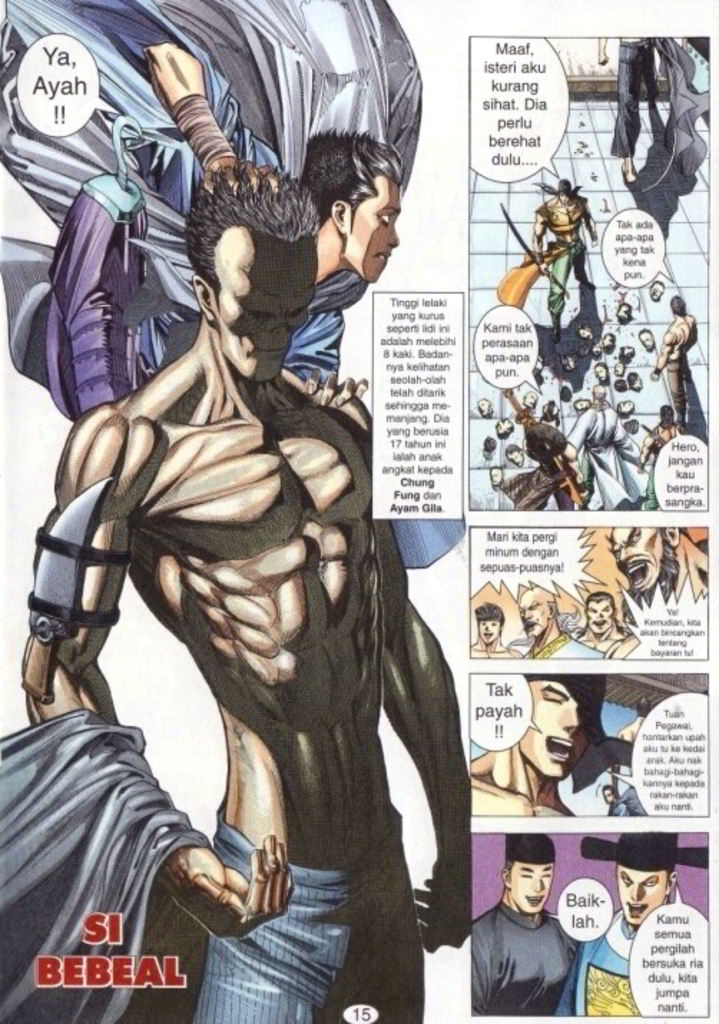 Ya,
Ayah
!!
Tinggi lelaki
yang kurus
seperti lidi ini
adalah memiliki
8 kaki. Badan-
nya kelihatan
seolah-olah
telah ditarik
sehingga me-
manjang. Dia
yang berusia
17 tahun ini
ialah anak
angkat kepada
Chung
Fung dan
Ayam Gila.
SI
BEBEAL
Maaf,
isteri aku
kurang
sihat. Dia
perlu
berehat
dulu....
Tak ada
apa-apa
yang tak
kena
pun.
Kami tak
perasaan
apa-apa
pun.
Hero,
jangan
kau
berpra-
sangka.
Mari kita pergi
minum dengan
sepuas-puasnya!
Ya!
Kemudian, kita
akan bincangkan
tentang
bayaran tu!
Tak
payah
!!
Tuan
Pegawai,
hantarkan upah
aku tu ke kedai
arak. Aku nak
bahagi-bahagi-
kannya kepada
rakan-rakan
aku nanti.
Baik-
lah.
Kamu
semua
pergilah
bersuka ria
dulu, kita
jumpa
nanti.
15